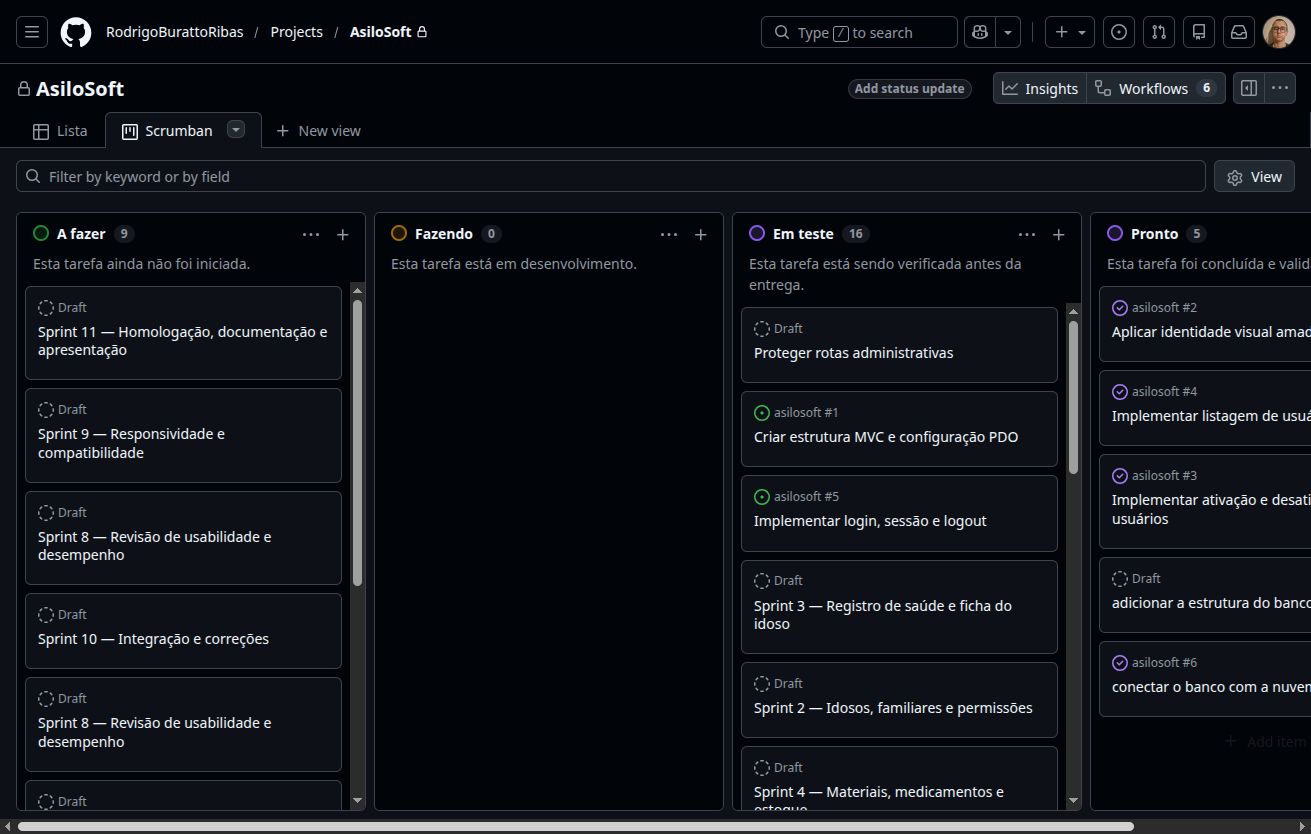 RodrigoBurattoRibas / Projects / AsiloSoft
Type / to search
AsiloSoft
Add status update
Insights
Workflows 6
Lista
Scrumban
New view
Filter by keyword or by field
View
A fazer 9
Esta tarefa ainda não foi iniciada.
Draft
Sprint 11 — Homologação, documentação e
apresentação
Draft
Sprint 9 — Responsividade e
compatibilidade
Draft
Sprint 8 — Revisão de usabilidade e
desempenho
Draft
Sprint 10 — Integração e correções
Draft
Sprint 8 — Revisão de usabilidade e
desempenho
Draft
Fazendo 0
Esta tarefa está em desenvolvimento.
Em teste 16
Esta tarefa está sendo verificada antes da
entrega.
Draft
Proteger rotas administrativas
asilosoft #1
Criar estrutura MVC e configuração PDO
asilosoft #5
Implementar login, sessão e logout
Draft
Sprint 3 — Registro de saúde e ficha do
idoso
Draft
Sprint 2 — Idosos, familiares e permissões
Draft
Sprint 4 — Materiais, medicamentos e
estoque
Pronto 5
Esta tarefa foi concluída e valid
asilosoft #2
Aplicar identidade visual amad
asilosoft #4
Implementar listagem de usuá
asilosoft #3
Implementar ativação e desati
usuários
Draft
adicionar a estrutura do banco
asilosoft #6
conectar o banco com a nuven
Add item